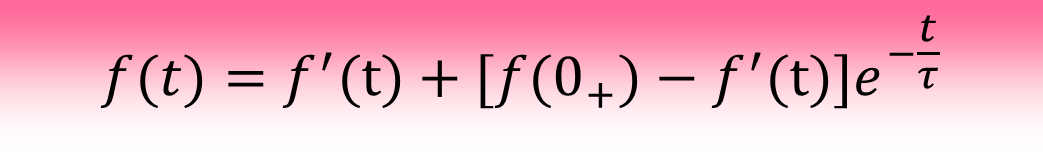 f(t) = f′(t) + [f(0₊) − f′(t)]e^{−t/τ}